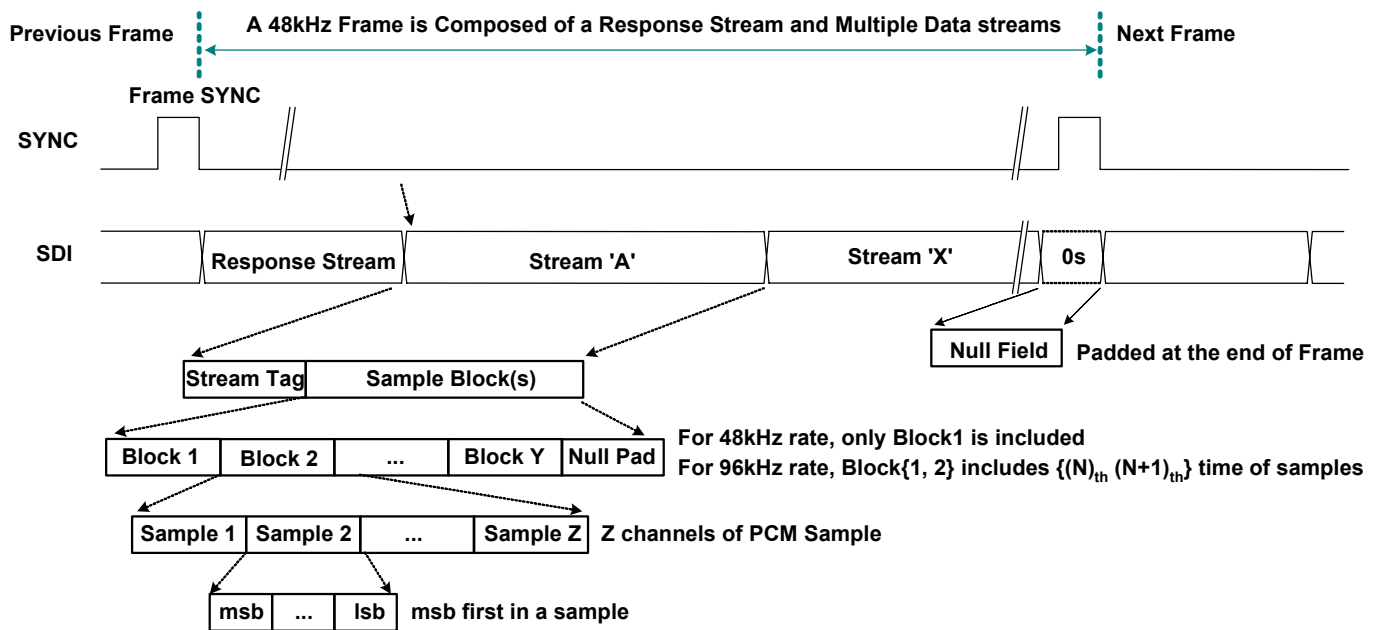 A 48kHz Frame is Composed of a Response Stream and Multiple Data streams
Previous Frame
Next Frame
Frame SYNC
SYNC
SDI
Response Stream
Stream 'A'
Stream 'X'
0s
Null Field
Padded at the end of Frame
Stream Tag
Sample Block(s)
Block 1
Block 2
...
Block Y
Null Pad
For 48kHz rate, only Block1 is included
For 96kHz rate, Block{1, 2} includes {(N)th (N+1)th} time of samples
Sample 1
Sample 2
...
Sample Z
Z channels of PCM Sample
msb
...
lsb
msb first in a sample